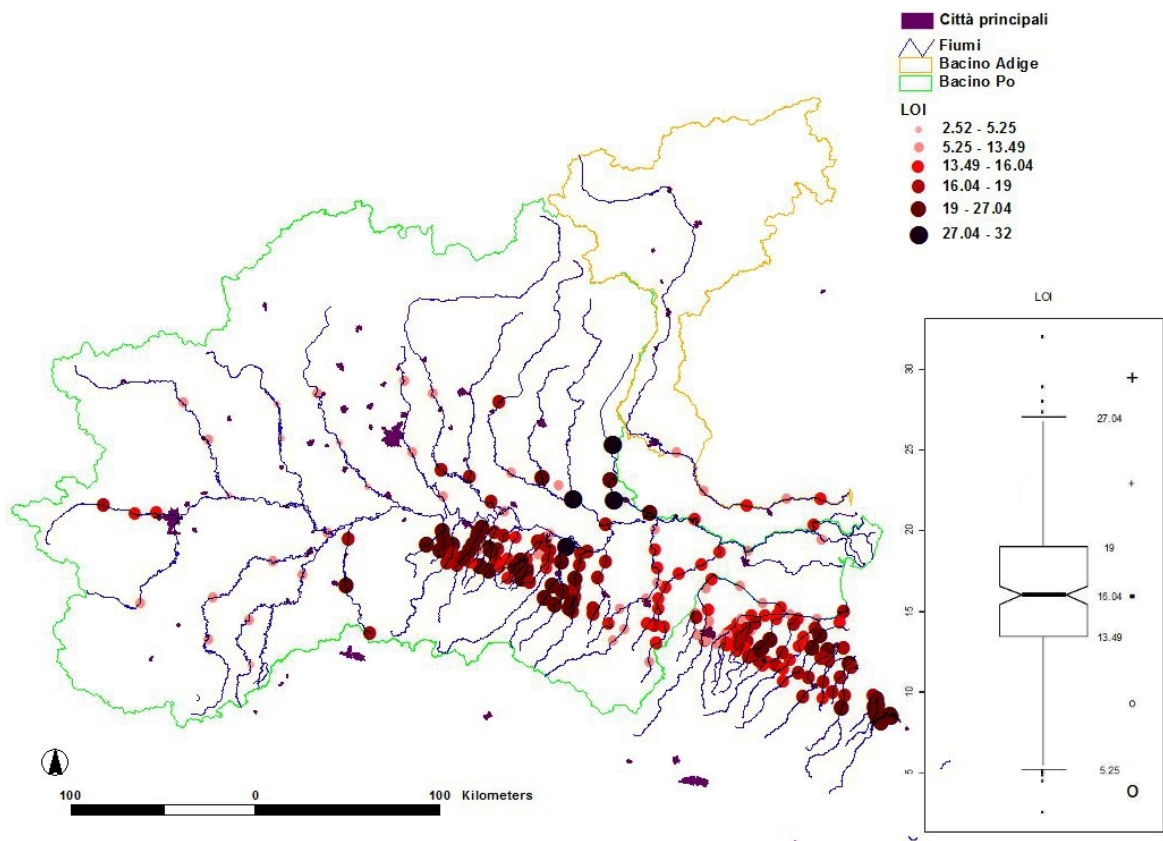 Città principali
Fiumi
Bacino Adige
Bacino Po
LOI
2.52 - 5.25
5.25 - 13.49
13.49 - 16.04
16.04 - 19
19 - 27.04
27.04 - 32
LOI
30
27.04
25
20
19
16.04
15
13.49
10
5
5.25
100 0 100 Kilometers